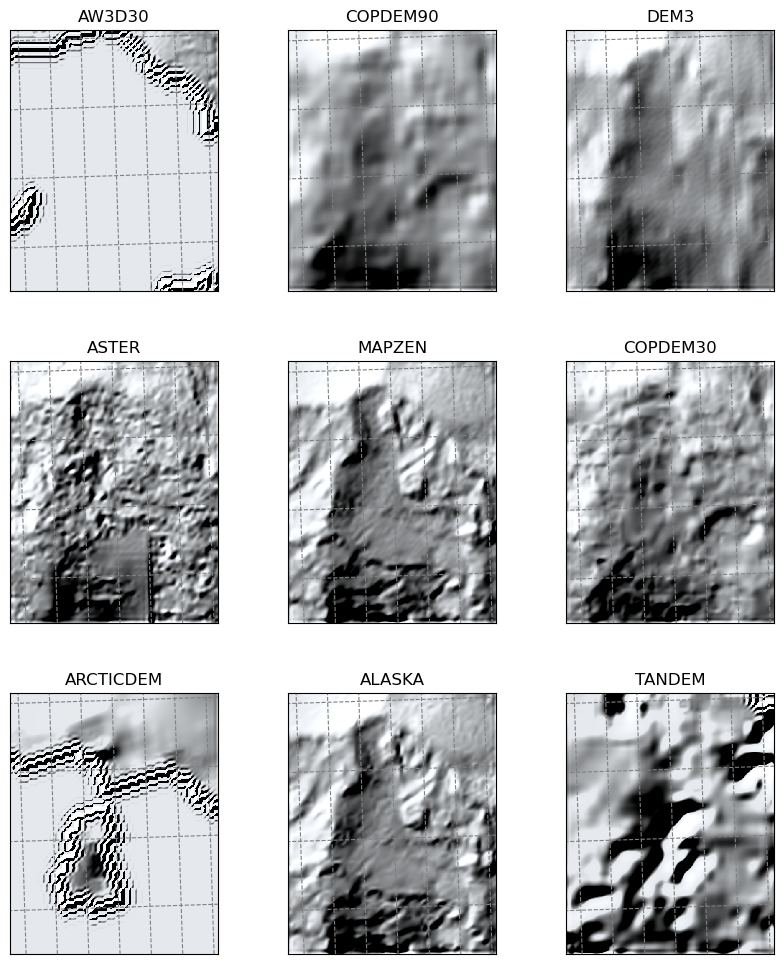 AW3D30
COPDEM90
DEM3
ASTER
MAPZEN
COPDEM30
ARCTICDEM
ALASKA
TANDEM